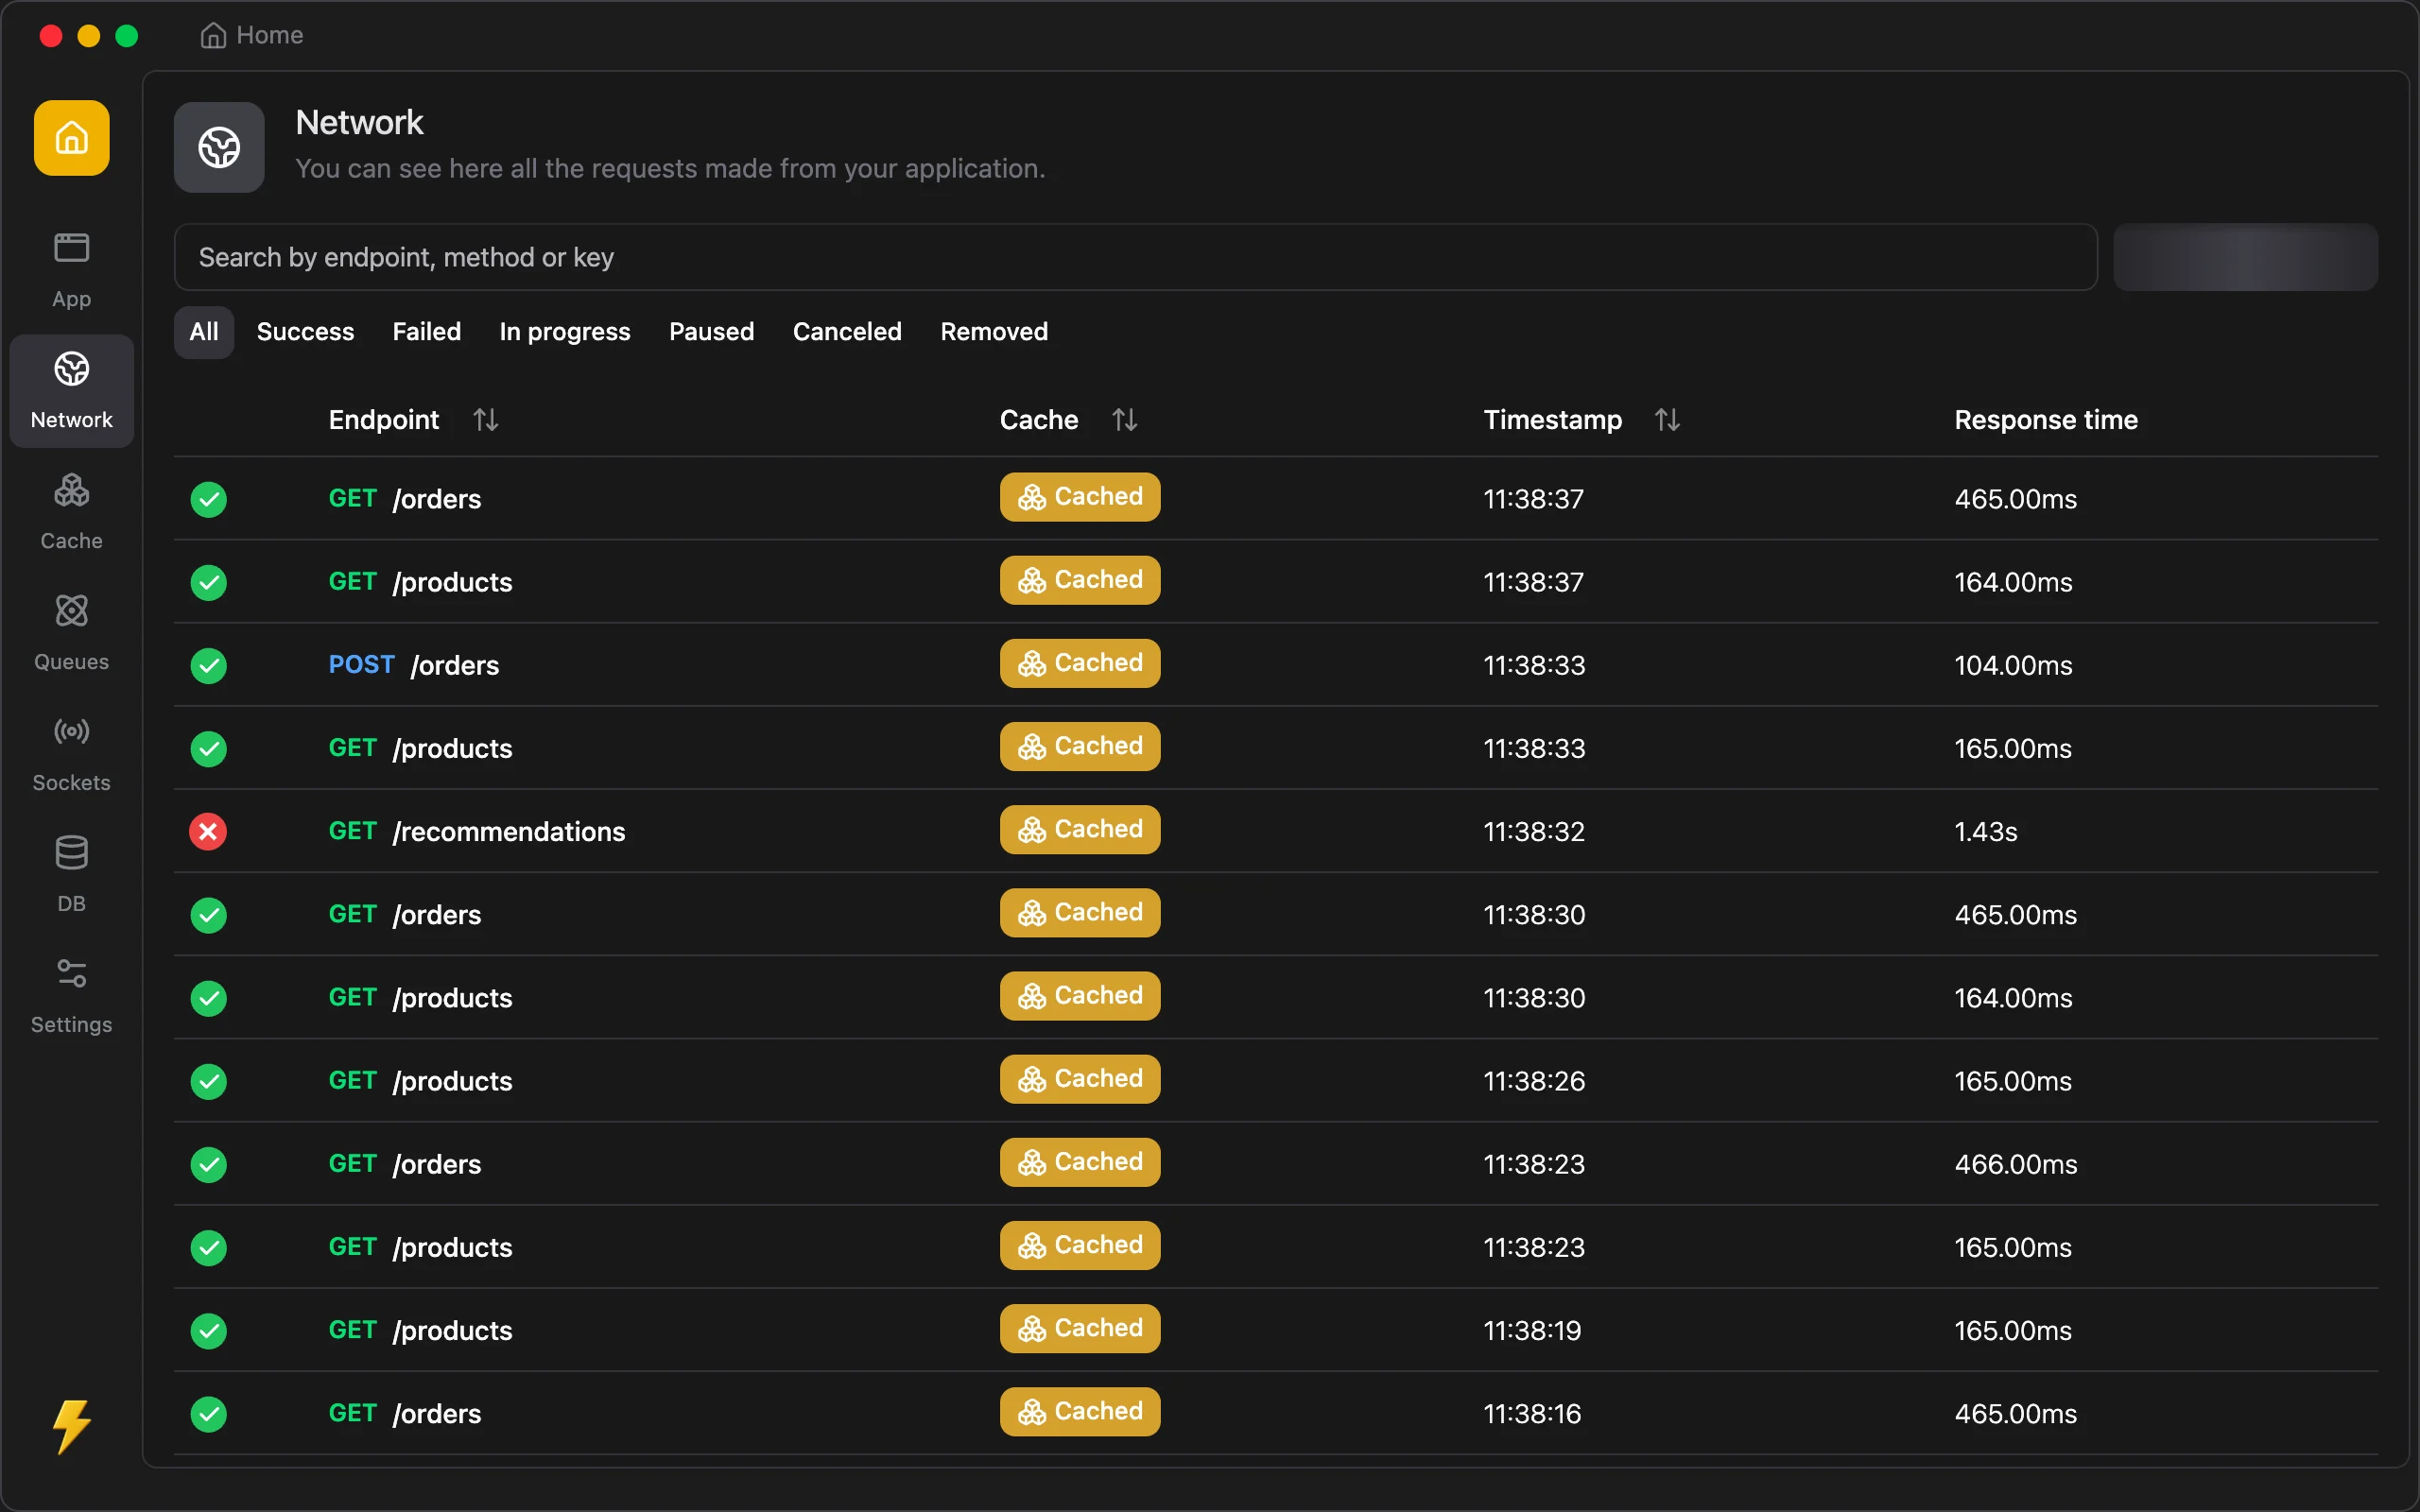 Home
Network
You can see here all the requests made from your application.
App
Network
Cache
Queues
Sockets
DB
Settings
Search by endpoint, method or key
All Success Failed In progress Paused Canceled Removed
Endpoint Cache Timestamp Response time
GET /orders Cached 11:38:37 465.00ms
GET /products Cached 11:38:37 164.00ms
POST /orders Cached 11:38:33 104.00ms
GET /products Cached 11:38:33 165.00ms
GET /recommendations Cached 11:38:32 1.43s
GET /orders Cached 11:38:30 465.00ms
GET /products Cached 11:38:30 164.00ms
GET /products Cached 11:38:26 165.00ms
GET /orders Cached 11:38:23 466.00ms
GET /products Cached 11:38:23 165.00ms
GET /products Cached 11:38:19 165.00ms
GET /orders Cached 11:38:16 465.00ms